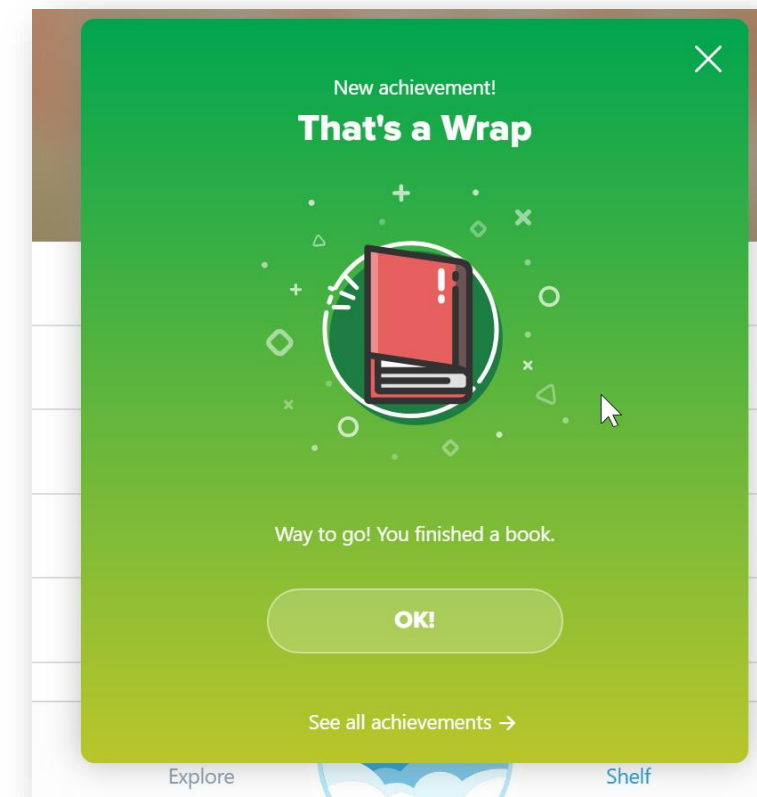 New achievement!
That's a Wrap
Way to go! You finished a book.
OK!
See all achievements →
Explore
Shelf